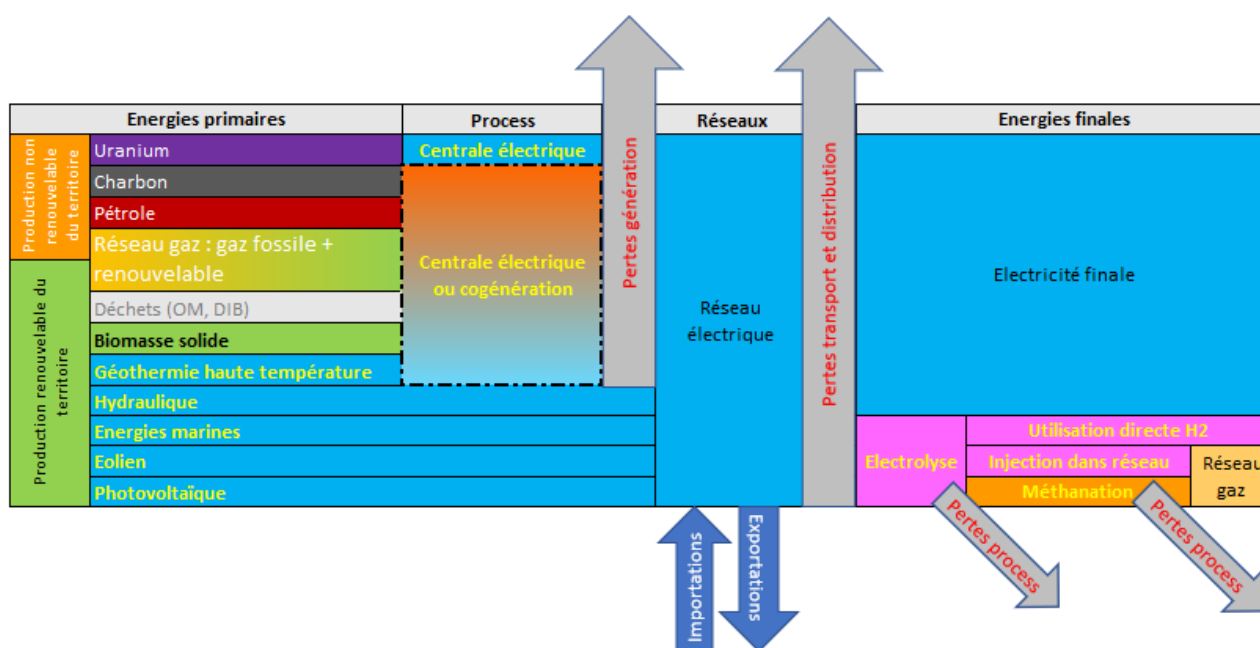 Energies primaires
Process
Réseaux
Energies finales
Production non
renouvelable
du territoire
Uranium
Charbon
Pétrole
Réseau gaz : gaz fossile +
renouvelable
Production renouvelable du
territoire
Déchets (OM, DIB)
Biomasse solide
Géothermie haute température
Hydraulique
Energies marines
Eolien
Photovoltaïque
Centrale électrique
Centrale électrique
ou cogénération
Pertes génération
Réseau
électrique
Importations
Exportations
Pertes transport et distribution
Electricité finale
Electrolyse
Utilisation directe H2
Injection dans réseau
Méthanation
Réseau
gaz
Pertes process
Pertes process